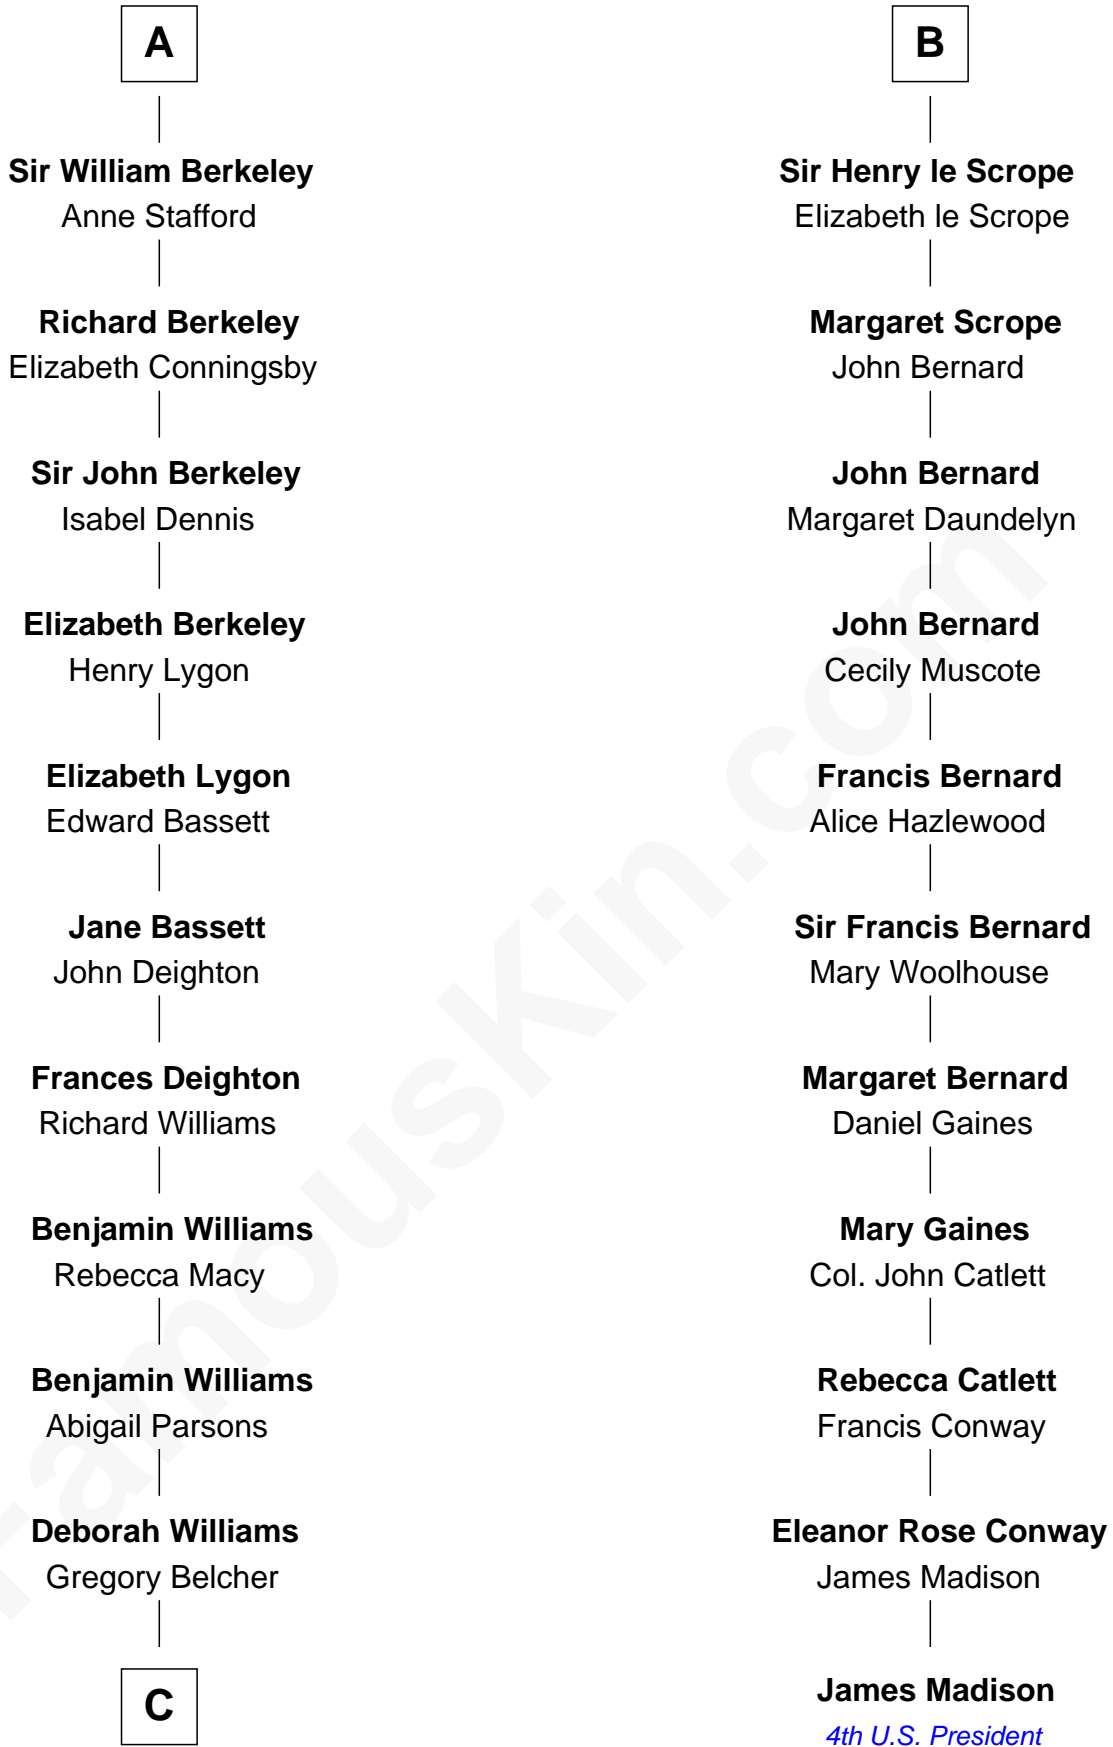 A
Sir William Berkeley
Anne Stafford
Richard Berkeley
Elizabeth Conningsby
Sir John Berkeley
Isabel Dennis
Elizabeth Berkeley
Henry Lygon
Elizabeth Lygon
Edward Bassett
Jane Bassett
John Deighton
Frances Deighton
Richard Williams
Benjamin Williams
Rebecca Macy
Benjamin Williams
Abigail Parsons
Deborah Williams
Gregory Belcher
C
B
Sir Henry le Scrope
Elizabeth le Scrope
Margaret Scrope
John Bernard
John Bernard
Margaret Daundelyn
John Bernard
Cecily Muscote
Francis Bernard
Alice Hazlewood
Sir Francis Bernard
Mary Woolhouse
Margaret Bernard
Daniel Gaines
Mary Gaines
Col. John Catlett
Rebecca Catlett
Francis Conway
Eleanor Rose Conway
James Madison
James Madison
4th U.S. President
FamousKin.com